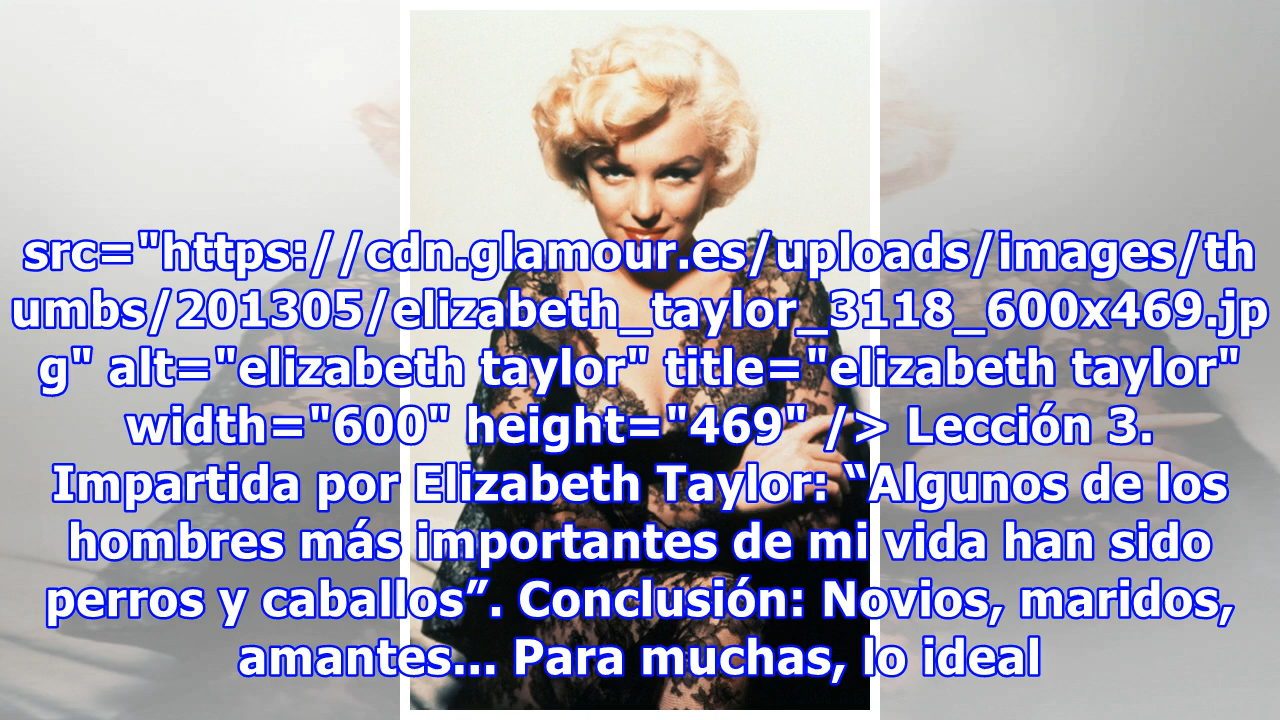 src="https://cdn.glamour.es/uploads/images/th
umbs/201305/elizabeth_taylor_3118_600x469.jp
g" alt="elizabeth taylor" title="elizabeth taylor"
width="600" height="469" /> Lección 3.
Impartida por Elizabeth Taylor: “Algunos de los
hombres más importantes de mi vida han sido
perros y caballos”. Conclusión: Novios, maridos,
amantes... Para muchas, lo ideal